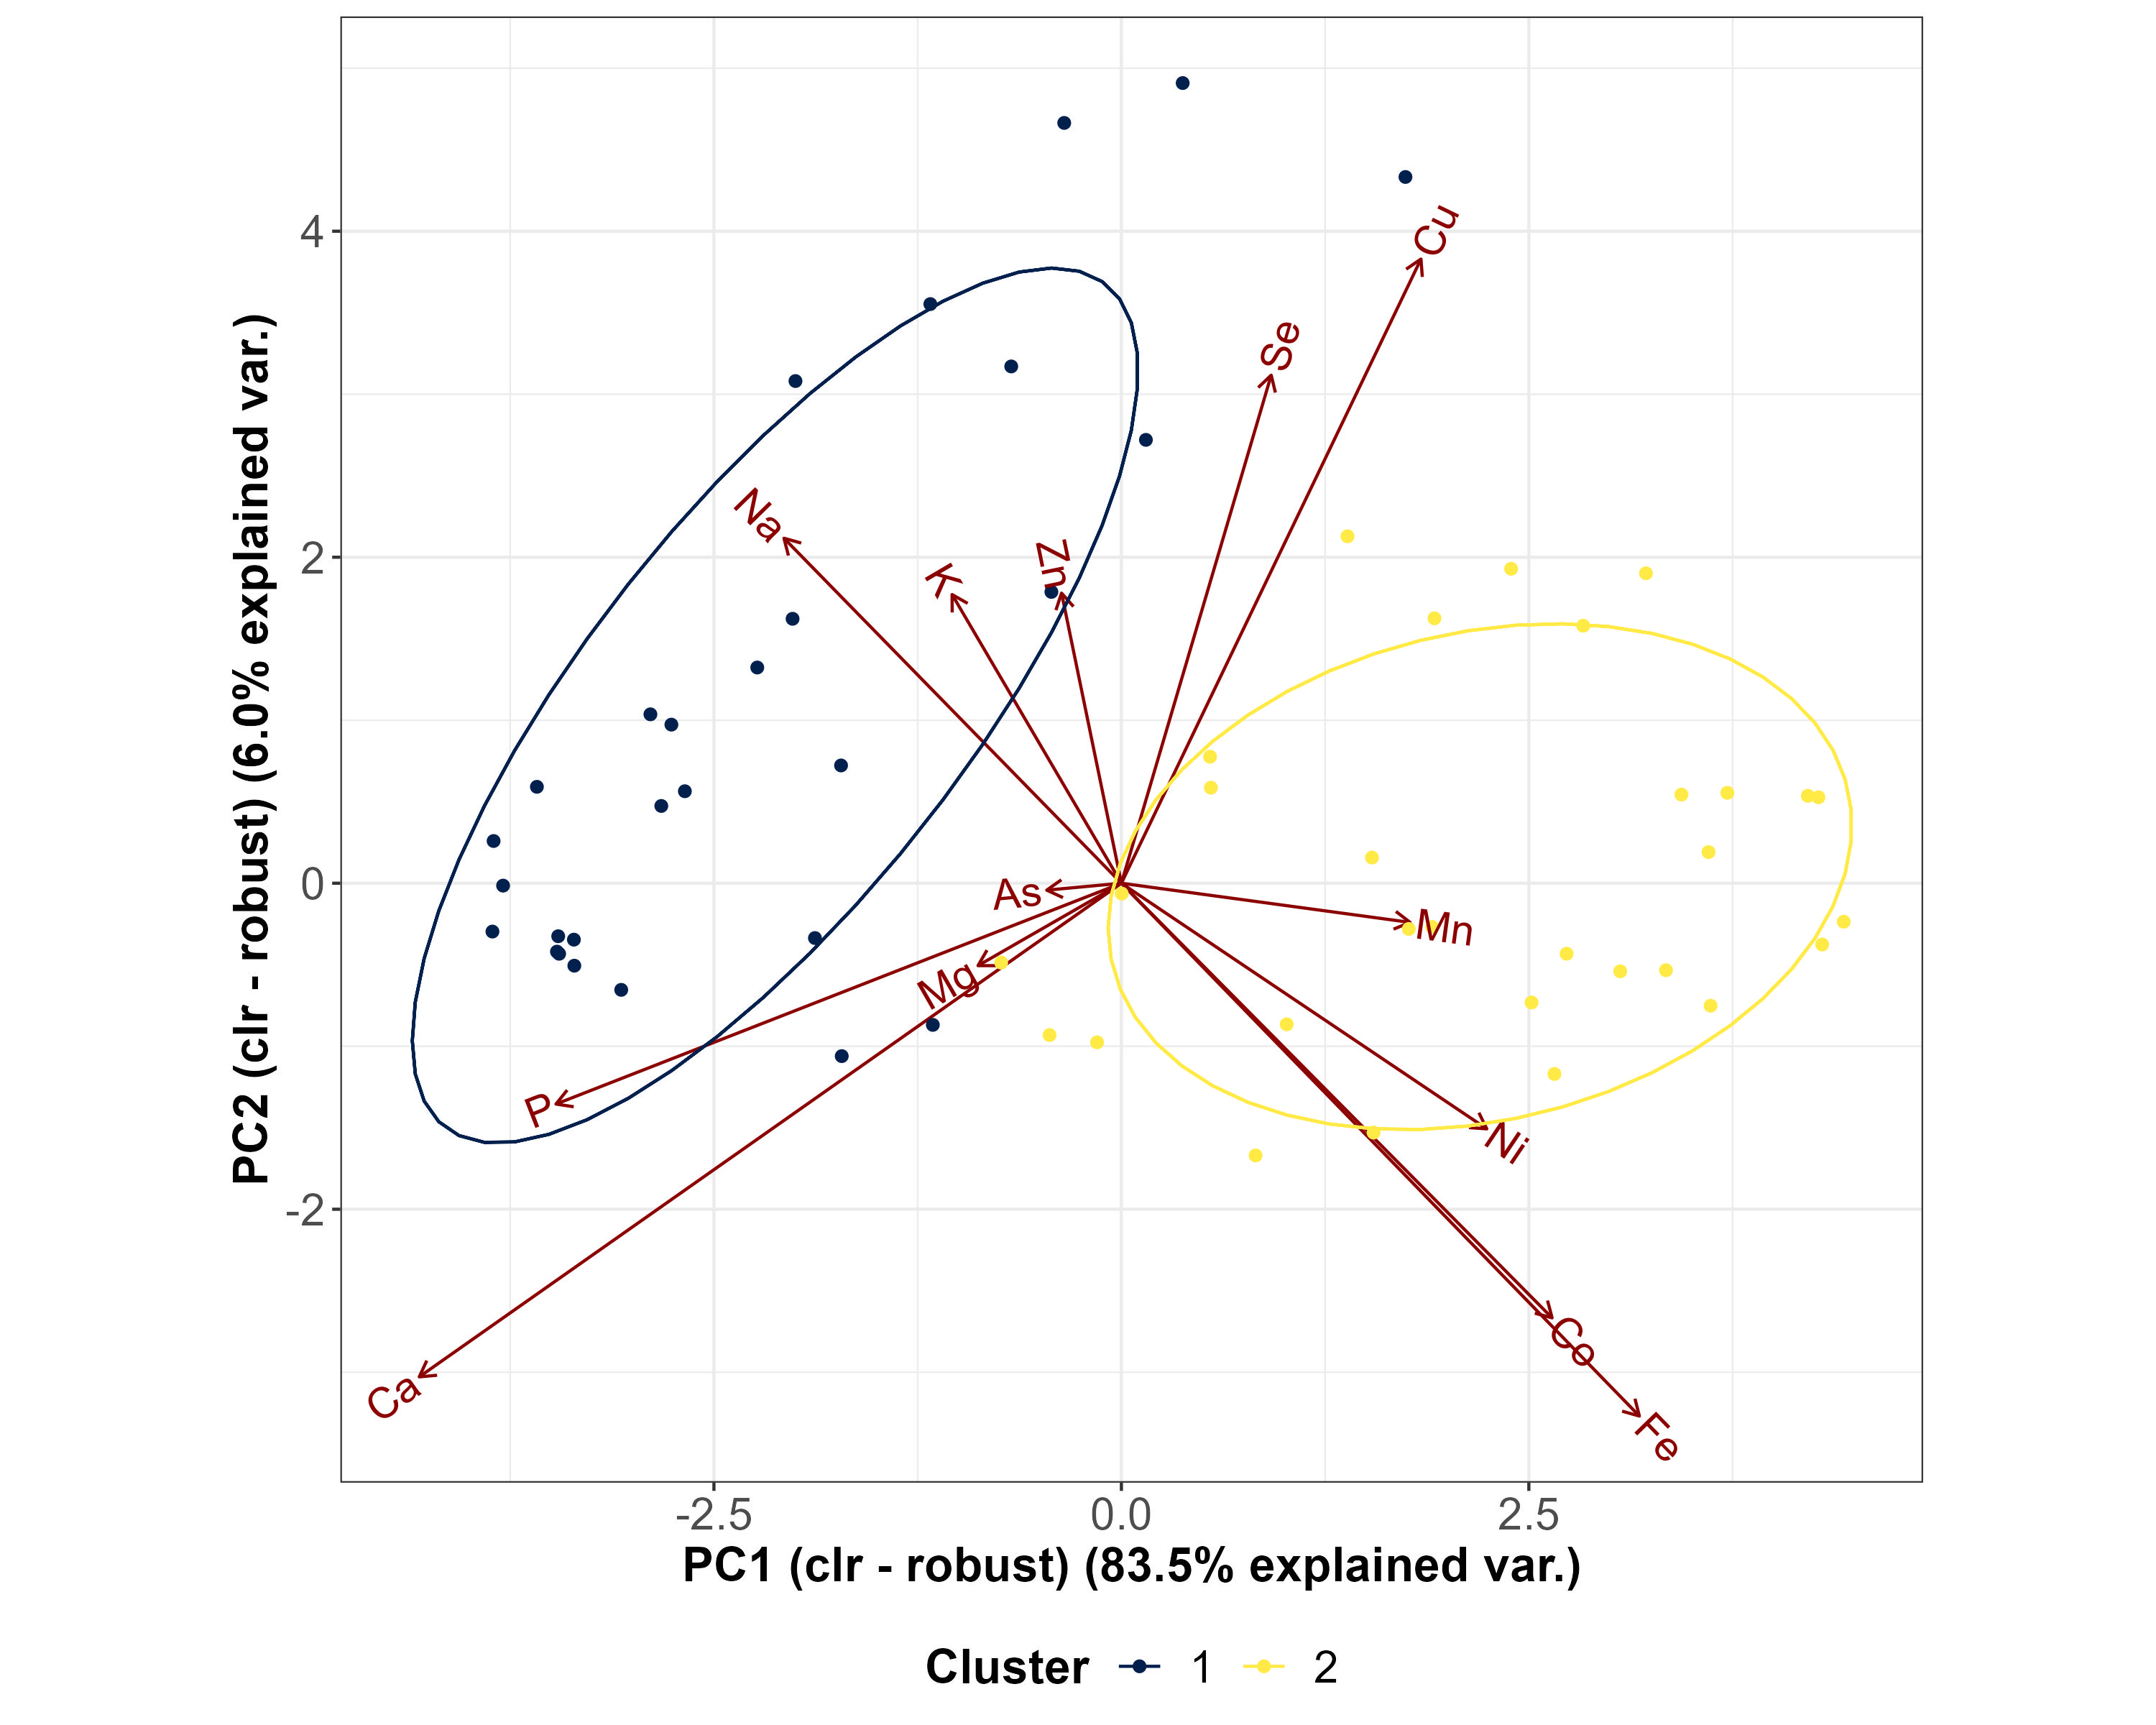 Cu
Se
4
Na
K
Zn
2
As
0
Mn
Mg
P
Ni
-2
Co
Ca
Fe
PC2 (clr - robust) (6.0% explained var.)
-2.5
0.0
2.5
PC1 (clr - robust) (83.5% explained var.)
Cluster 1 2